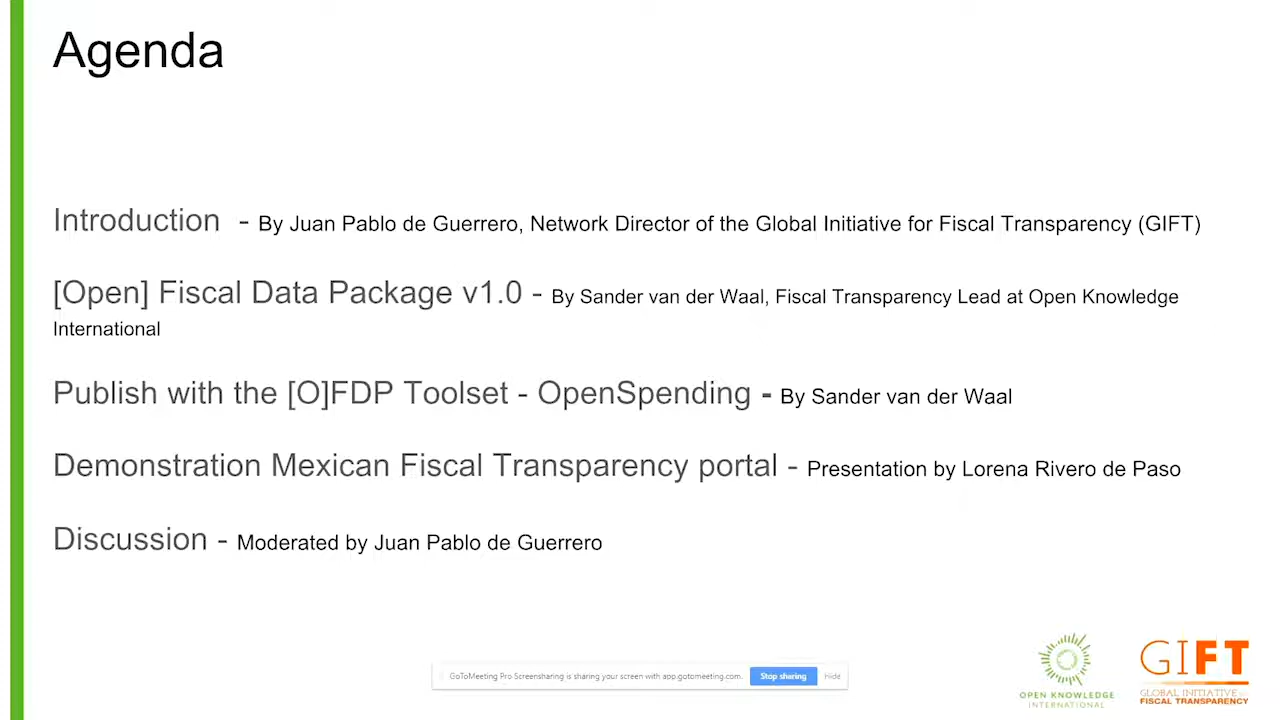 Agenda
Introduction - By Juan Pablo de Guerrero, Network Director of the Global Initiative for Fiscal Transparency (GIFT)
[Open] Fiscal Data Package v1.0 - By Sander van der Waal, Fiscal Transparency Lead at Open Knowledge
International
Publish with the [O]FDP Toolset - OpenSpending - By Sander van der Waal
Demonstration Mexican Fiscal Transparency portal - Presentation by Lorena Rivero de Paso
Discussion - Moderated by Juan Pablo de Guerrero
GoToMeeting Pro Screensharing is sharing your screen with app.gotomeeting.com. Stop sharing Hide
OPEN KNOWLEDGE
INTERNATIONAL
GIFT
GLOBAL INITIATIVE
FISCAL TRANSPARENCY